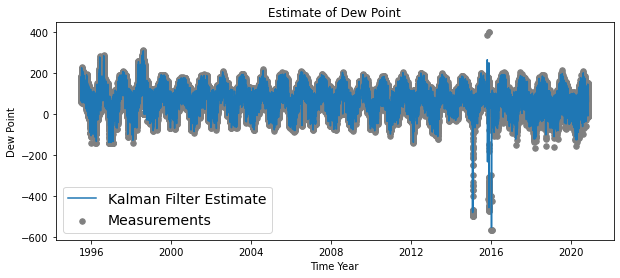 Estimate of Dew Point
Dew Point
400
200
0
−200
−400
−600
Kalman Filter Estimate
Measurements
1996
2000
2004
2008
2012
2016
2020
Time Year